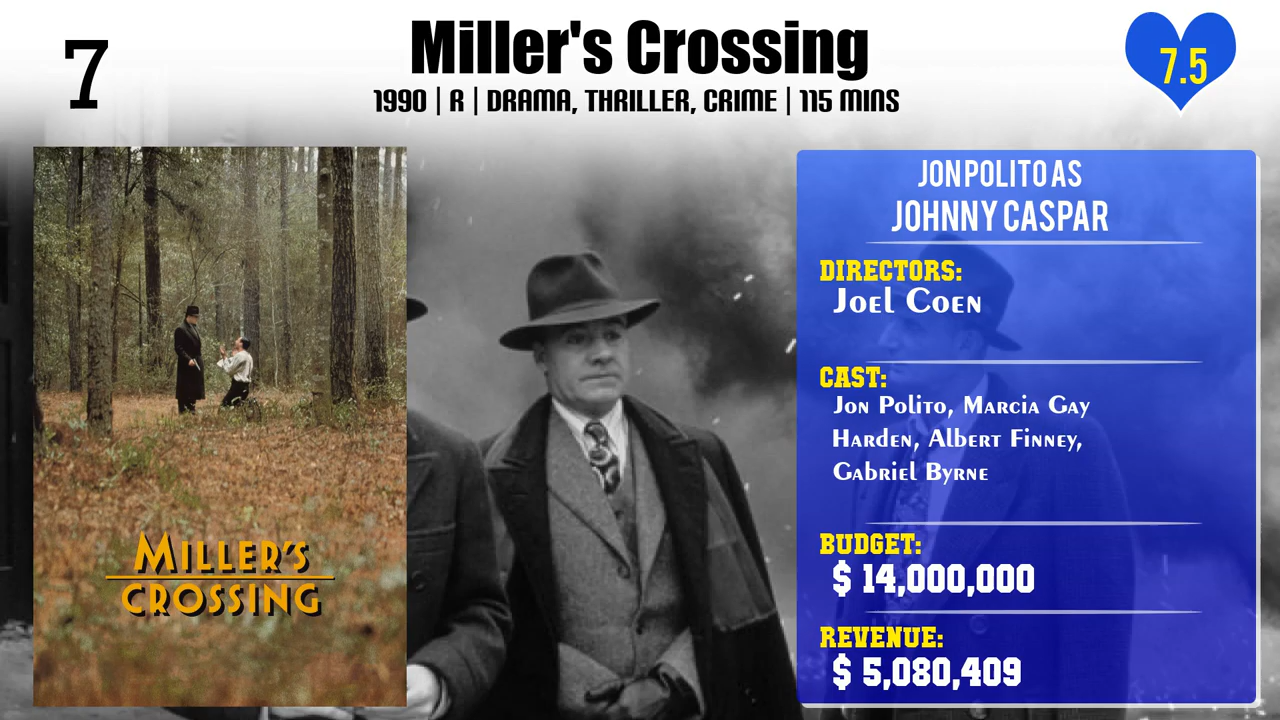 7
Miller's Crossing
7.5
1990 | R | DRAMA, THRILLER, CRIME | 115 MINS
MILLER'S
CROSSING
JON POLITO AS
JOHNNY CASPAR
DIRECTORS:
Joel Coen
CAST:
Jon Polito, Marcia Gay
Harden, Albert Finney,
Gabriel Byrne
BUDGET:
$ 14,000,000
REVENUE:
$ 5,080,409